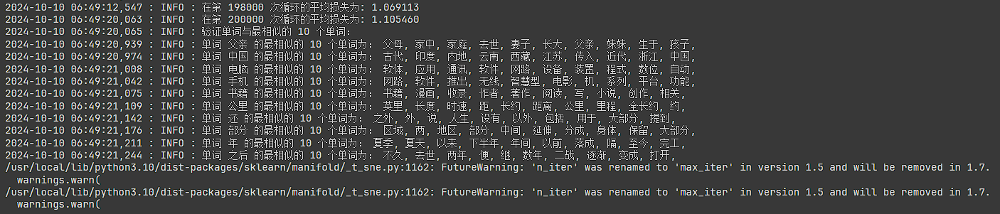 2024-10-10 06:49:12,547 : INFO : 在第 198000 次循环的平均损失为: 1.069113
2024-10-10 06:49:20,063 : INFO : 在第 200000 次循环的平均损失为: 1.105460
2024-10-10 06:49:20,065 : INFO : 验证单词与最相似的 10 个单词:
2024-10-10 06:49:20,939 : INFO : 单词 父亲 的最相似的 10 个单词为: 父母, 家中, 家庭, 去世, 妻子, 长大, 父亲, 妹妹, 生于, 孩子,
2024-10-10 06:49:20,974 : INFO : 单词 中国 的最相似的 10 个单词为: 古代, 印度, 内地, 云南, 西藏, 江苏, 传入, 近代, 浙江, 中国,
2024-10-10 06:49:21,008 : INFO : 单词 电脑 的最相似的 10 个单词为: 软体, 应用, 通讯, 软件, 网路, 设备, 装置, 程式, 数位, 自动,
2024-10-10 06:49:21,042 : INFO : 单词 手机 的最相似的 10 个单词为: 网路, 软件, 推出, 无线, 智慧型, 电影, 机, 系列, 平台, 功能,
2024-10-10 06:49:21,075 : INFO : 单词 书籍 的最相似的 10 个单词为: 书籍, 漫画, 收录, 作者, 著作, 阅读, 写, 小说, 创作, 相关,
2024-10-10 06:49:21,109 : INFO : 单词 公里 的最相似的 10 个单词为: 英里, 长度, 时速, 距, 长约, 距离, 公里, 里程, 全长约, 约,
2024-10-10 06:49:21,142 : INFO : 单词 还 的最相似的 10 个单词为: 之外, 外, 说, 人生, 设有, 以外, 包括, 用于, 大部分, 提到,
2024-10-10 06:49:21,176 : INFO : 单词 部分 的最相似的 10 个单词为: 区域, 两, 地区, 部分, 中间, 延伸, 分成, 身体, 保留, 大部分,
2024-10-10 06:49:21,211 : INFO : 单词 年 的最相似的 10 个单词为: 夏季, 夏天, 以来, 下半年, 年间, 以前, 落成, 隔, 至今, 完工,
2024-10-10 06:49:21,244 : INFO : 单词 之后 的最相似的 10 个单词为: 不久, 去世, 两年, 便, 继, 数年, 二战, 逐渐, 变成, 打开,
/usr/local/lib/python3.10/dist-packages/sklearn/manifold/_t_sne.py:1162: FutureWarning: 'n_iter' was renamed to 'max_iter' in version 1.5 and will be removed in 1.7.
  warnings.warn(
/usr/local/lib/python3.10/dist-packages/sklearn/manifold/_t_sne.py:1162: FutureWarning: 'n_iter' was renamed to 'max_iter' in version 1.5 and will be removed in 1.7.
  warnings.warn(